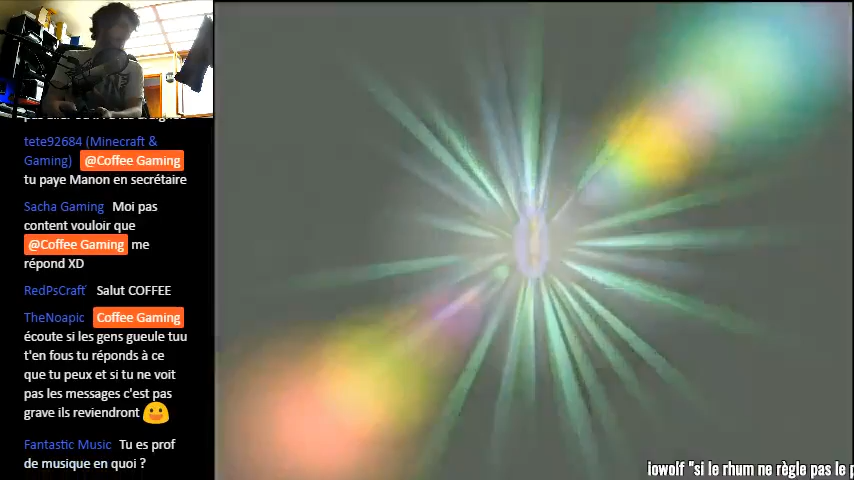 tete92684 (Minecraft &
Gaming) @Coffee Gaming
tu paye Manon en secrétaire
Sacha Gaming Moi pas
content vouloir que
@Coffee Gaming me
répond XD
RedPsCraft Salut COFFEE
TheNoapic Coffee Gaming
écoute si les gens gueule tuu
t'en fous tu réponds à ce
que tu peux et si tu ne voit
pas les messages c'est pas
grave ils reviendront
Fantastic Music Tu es prof
de musique en quoi ?
iowolf "si le rhum ne règle pas le